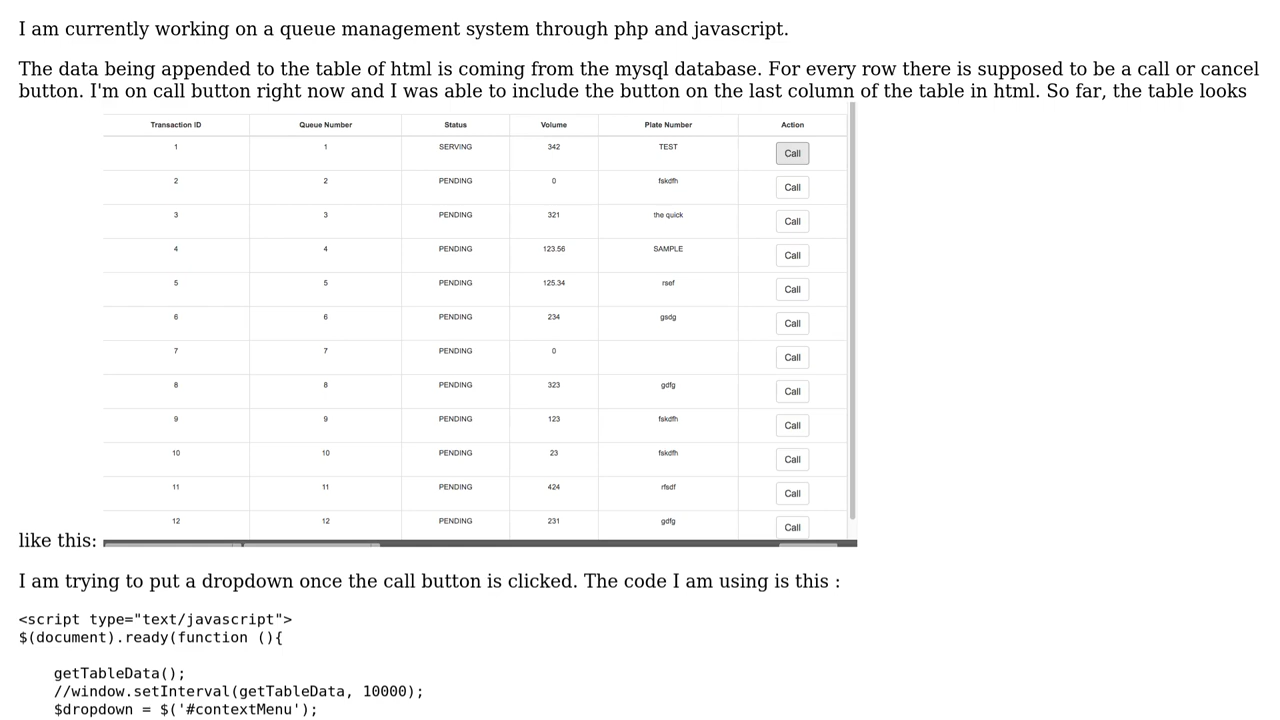 I am currently working on a queue management system through php and javascript.
The data being appended to the table of html is coming from the mysql database. For every row there is supposed to be a call or cancel
button. I'm on call button right now and I was able to include the button on the last column of the table in html. So far, the table looks
Transaction ID Queue Number Status Volume Plate Number Action
1 1 SERVING 342 TEST Call
2 2 PENDING 0 fskdfh Call
3 3 PENDING 321 the quick Call
4 4 PENDING 123.56 SAMPLE Call
5 5 PENDING 125.34 rsef Call
6 6 PENDING 234 gsdg Call
7 7 PENDING 0 Call
8 8 PENDING 323 gdfg Call
9 9 PENDING 123 fskdfh Call
10 10 PENDING 23 fskdfh Call
11 11 PENDING 424 rfsdf Call
12 12 PENDING 231 gdfg Call
like this:
I am trying to put a dropdown once the call button is clicked. The code I am using is this :
<script type="text/javascript">
$(document).ready(function (){
    getTableData();
    //window.setInterval(getTableData, 10000);
    $dropdown = $('#contextMenu');